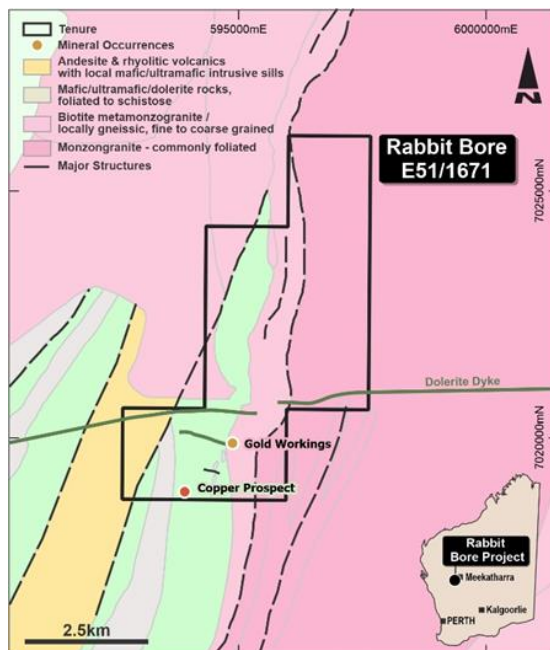 595000mE
6000000mE
Tenure
Mineral Occurrences
Andesite & rhyolitic volcanics
with local mafic/ultramafic intrusive sills
Mafic/ultramafic/dolerite rocks,
foliated to schistose
Biotite metamonzogranite /
locally gneissic, fine to coarse grained
Monzongranite - commonly foliated
Major Structures
N
Rabbit Bore
E51/1671
7025000mN
Dolerite Dyke
7020000mN
Gold Workings
Copper Prospect
Rabbit
Bore Project
Meekatharra
Kalgoorlie
PERTH
2.5km